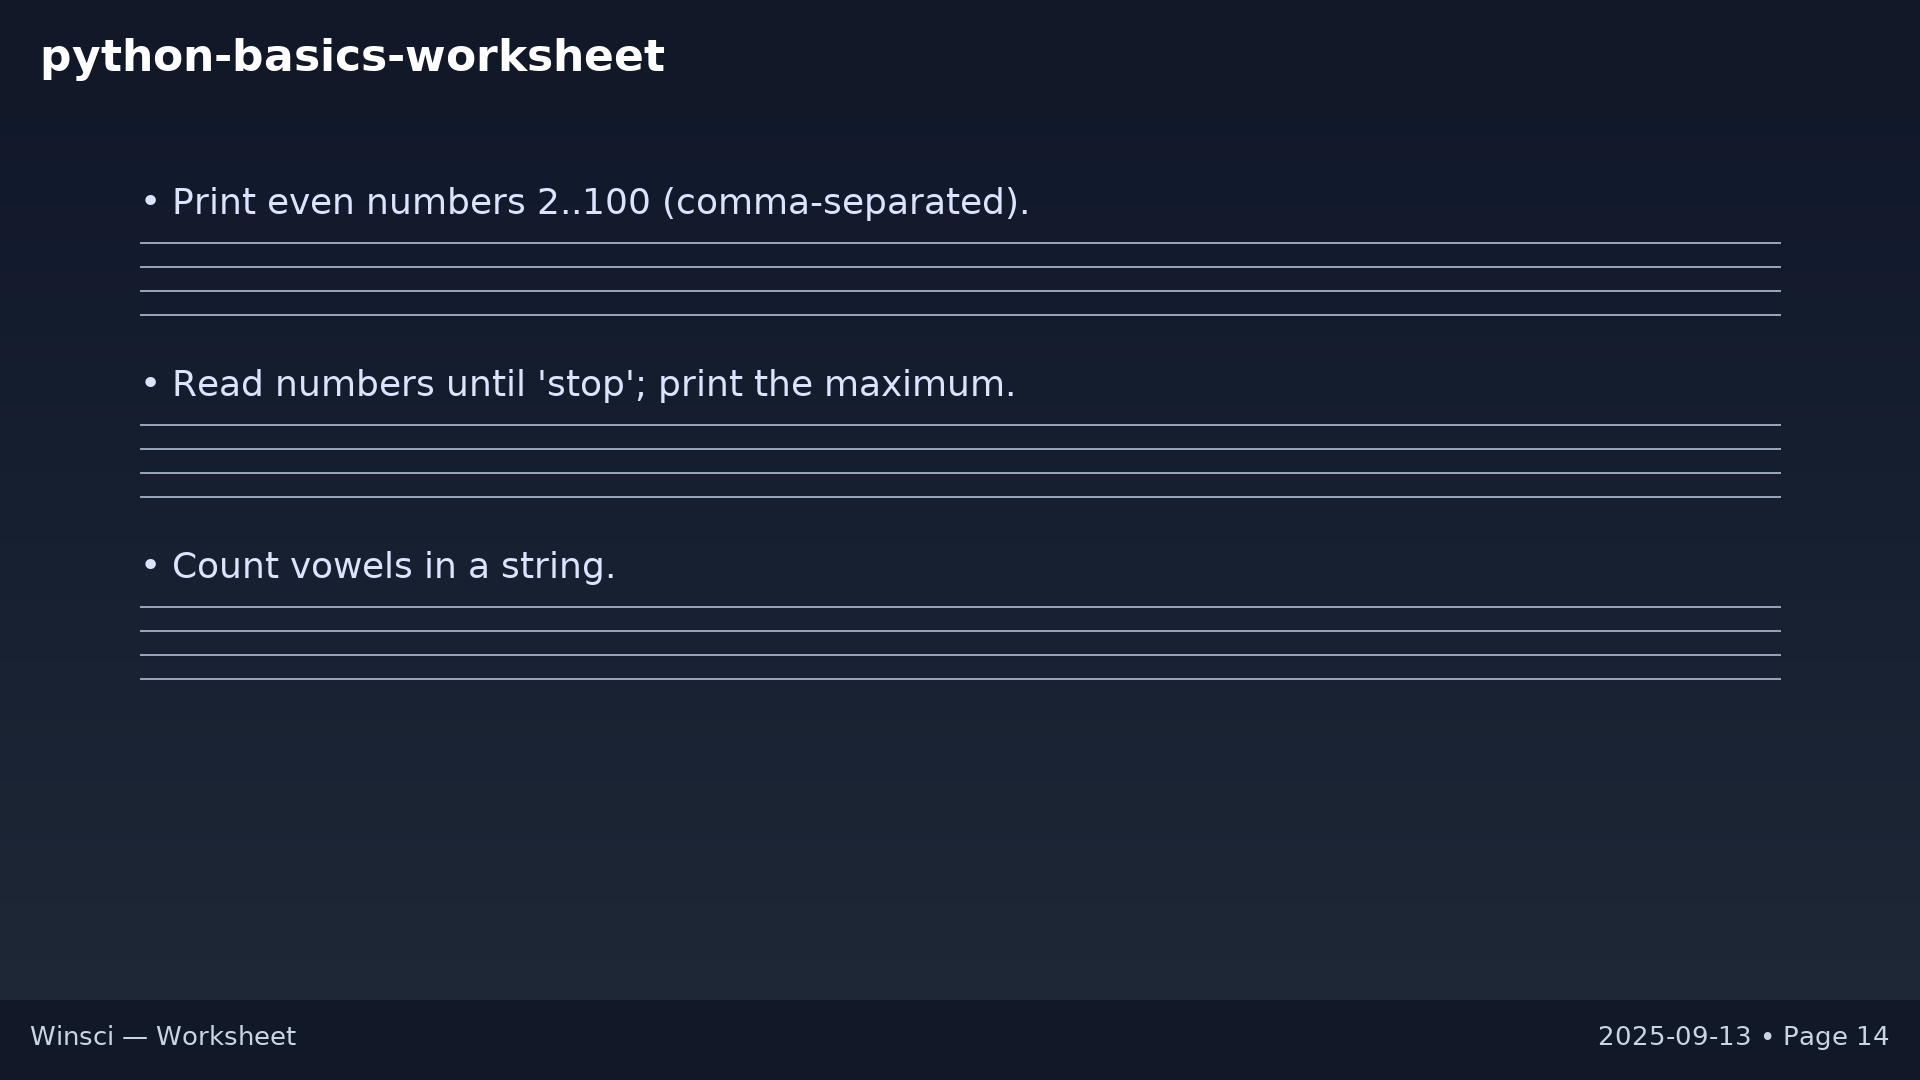 python-basics-worksheet
• Print even numbers 2..100 (comma-separated).
• Read numbers until 'stop'; print the maximum.
• Count vowels in a string.
Winsci — Worksheet
2025-09-13 • Page 14